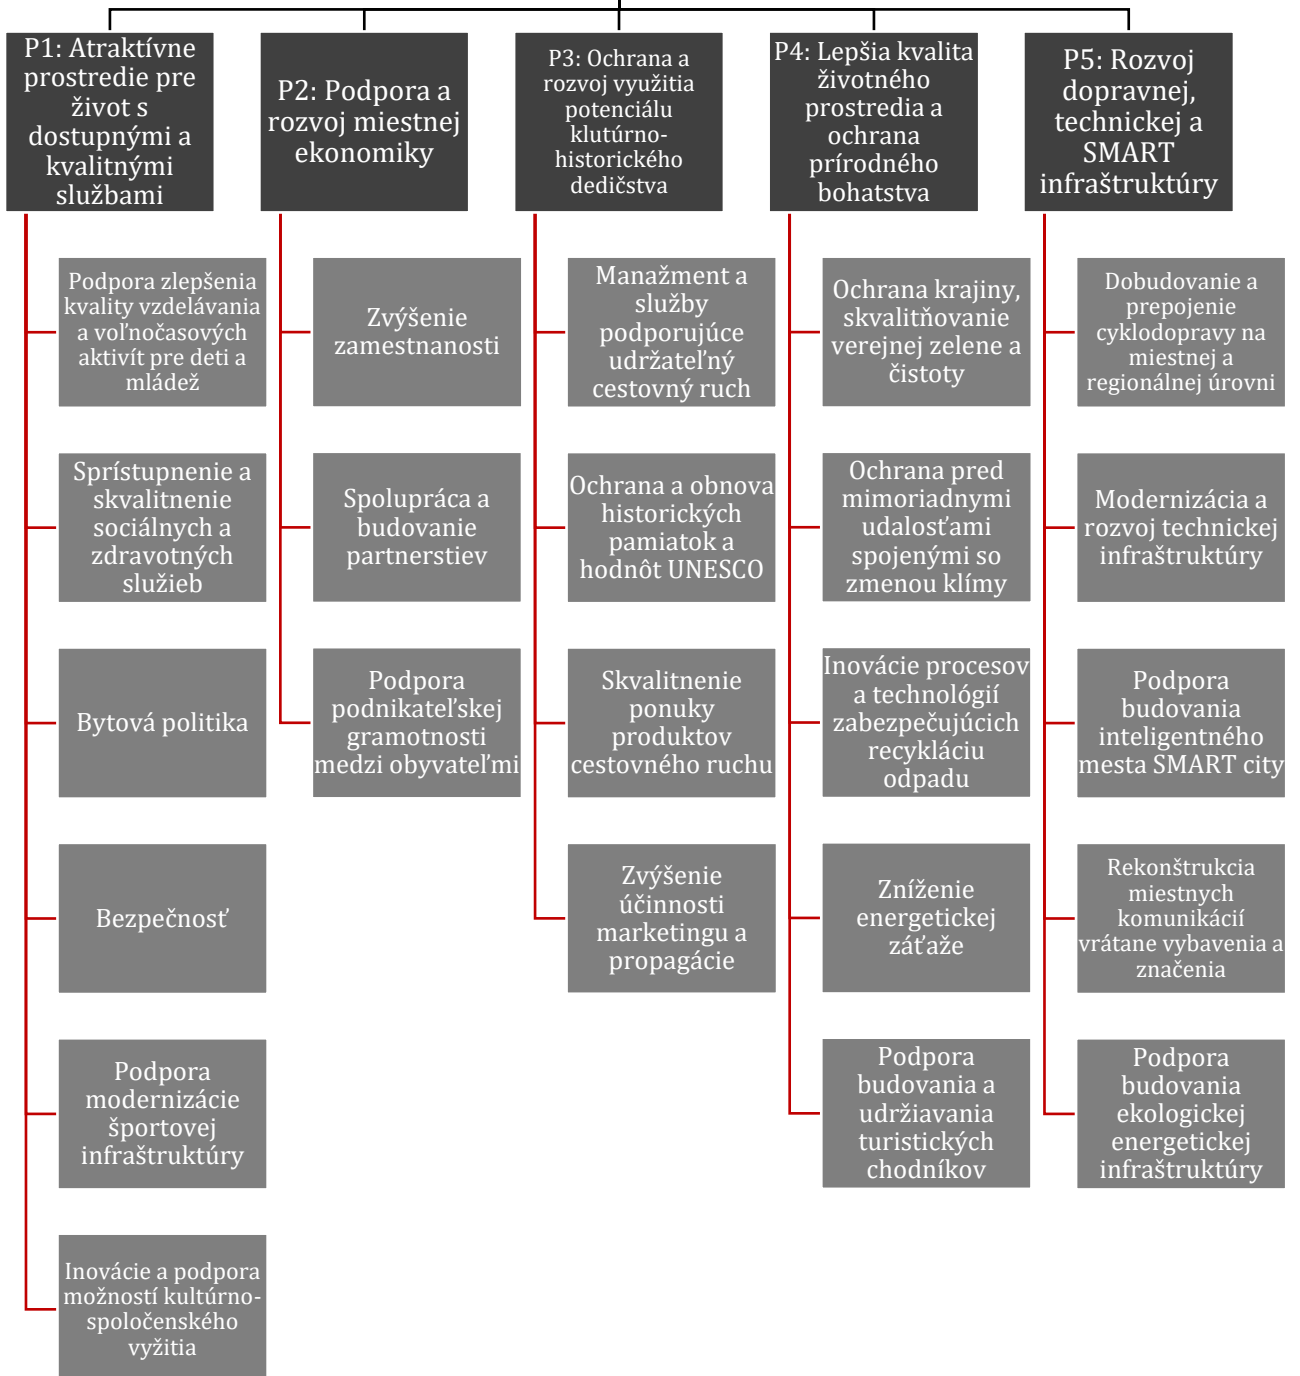 P1: Atraktívne
prostredie pre
život s
dostupnými a
kvalitnými
službami
Podpora zlepšenia
kvality vzdelávania
a voľnočasových
aktivít pre deti a
mládež
Sprístupnenie a
skvalitnenie
sociálnych a
zdravotných
služieb
Bytová politika
Bezpečnosť
Podpora
modernizácie
športovej
infraštruktúry
Inovácie a podpora
možností kultúrno-
spoločenského
vyžitia
P2: Podpora a
rozvoj miestnej
ekonomiky
Zvýšenie
zamestnanosti
Spolupráca a
budovanie
partnerstiev
Podpora
podnikateľskej
gramotnosti
medzi obyvateľmi
P3: Ochrana a
rozvoj využitia
potenciálu
klutúrno-
historického
dedičstva
Manažment a
služby
podporujúce
udržateľný
cestovný ruch
Ochrana a obnova
historických
pamiatok a
hodnôt UNESCO
Skvalitnenie
ponuky
produktov
cestovného ruchu
Zvýšenie
účinnosti
marketingu a
propagácie
P4: Lepšia kvalita
životného
prostredia a
ochrana
prírodného
bohatstva
Ochrana krajiny,
skvalitňovanie
verejnej zelene a
čistoty
Ochrana pred
mimoriadnymi
udalosťami
spojenými so
zmenou klímy
Inovácie procesov
a technológií
zabezpečujúcich
recykláciu
odpadu
Zníženie
energetickej
záťaže
Podpora
budovania a
udržiavania
turistických
chodníkov
P5: Rozvoj
dopravnej,
technickej a
SMART
infraštruktúry
Dobudovanie a
prepojenie
cyklodopravy na
miestnej a
regionálnej úrovni
Modernizácia a
rozvoj technickej
infraštruktúry
Podpora
budovania
inteligentného
mesta SMART city
Rekonštrukcia
miestnych
komunikácií
vrátane vybavenia a
značenia
Podpora
budovania
ekologickej
energetickej
infraštruktúry